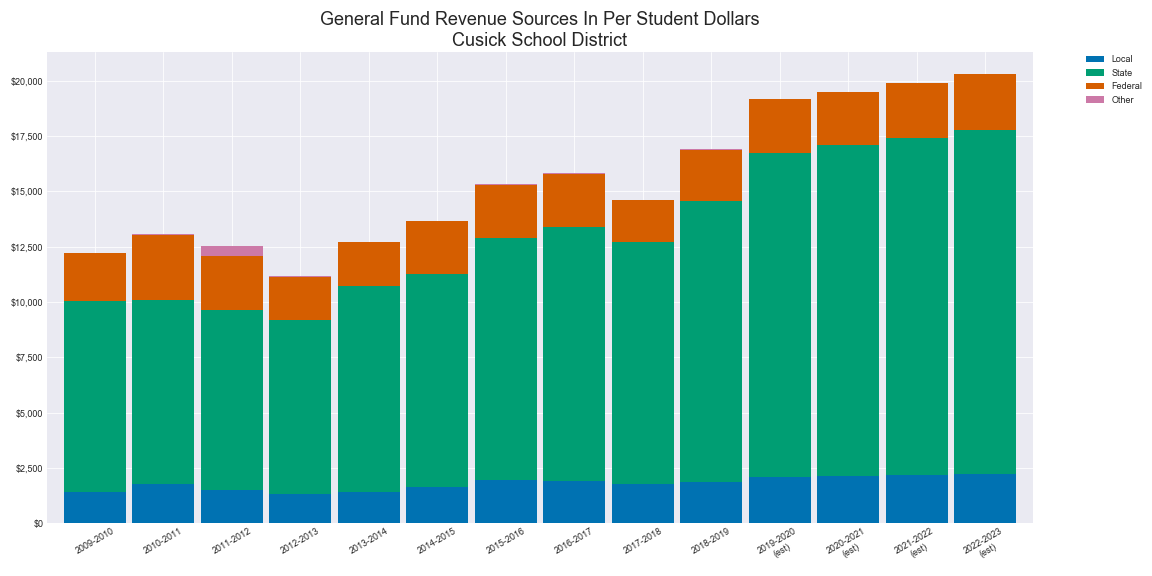 General Fund Revenue Sources In Per Student Dollars
Cusick School District
Local
State
Federal
Other
$20,000
$17,500
$15,000
$12,500
$10,000
$7,500
$5,000
$2,500
$0
2009-2010
2010-2011
2011-2012
2012-2013
2013-2014
2014-2015
2015-2016
2016-2017
2017-2018
2018-2019
2019-2020
(est)
2020-2021
(est)
2021-2022
(est)
2022-2023
(est)